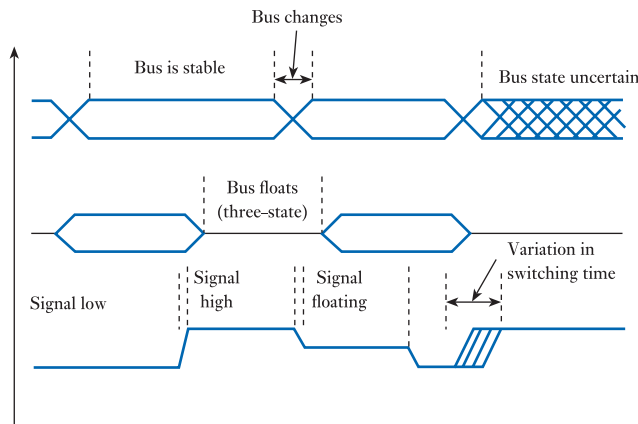 Bus changes
Bus is stable
Bus state uncertain
Bus floats
(three–state)
Variation in
switching time
Signal
high
Signal
floating
Signal low